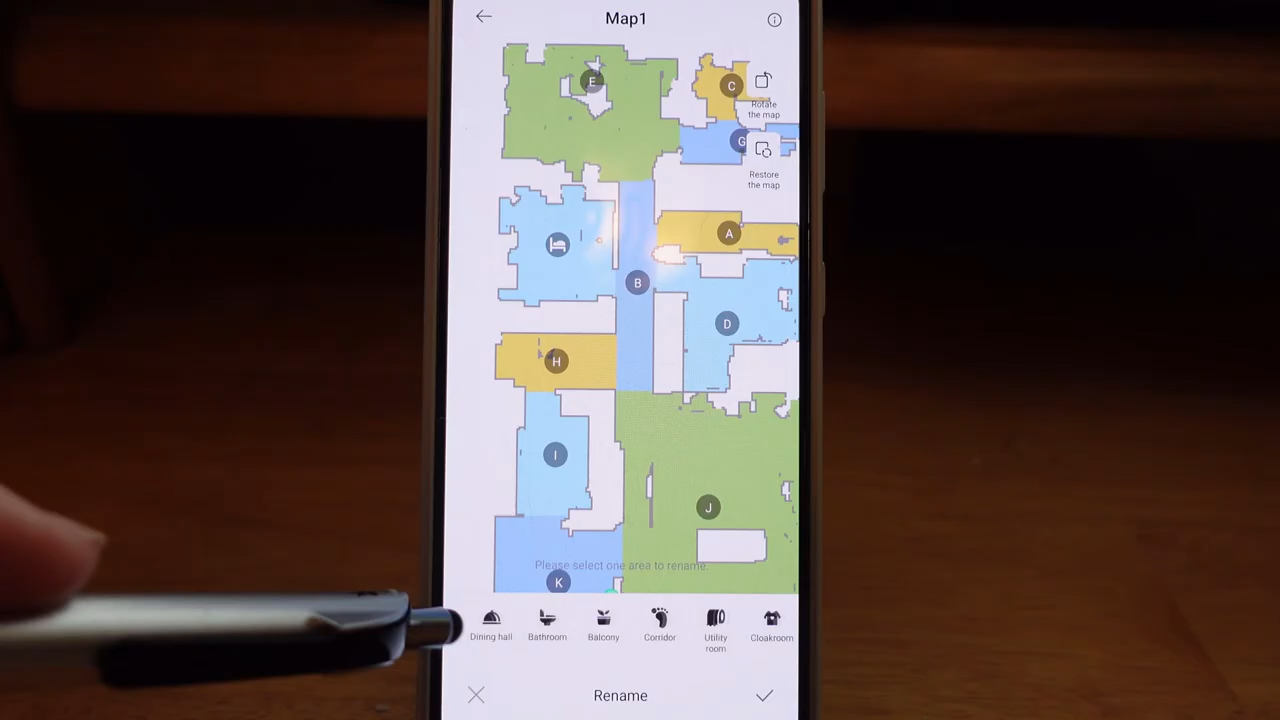 Map1
E
C
Rotate
the map
G
Restore
the map
A
B
D
H
I
J
Please select one area to rename.
K
Dining hall
Bathroom
Balcony
Corridor
Utility
room
Cloakroom
Rename